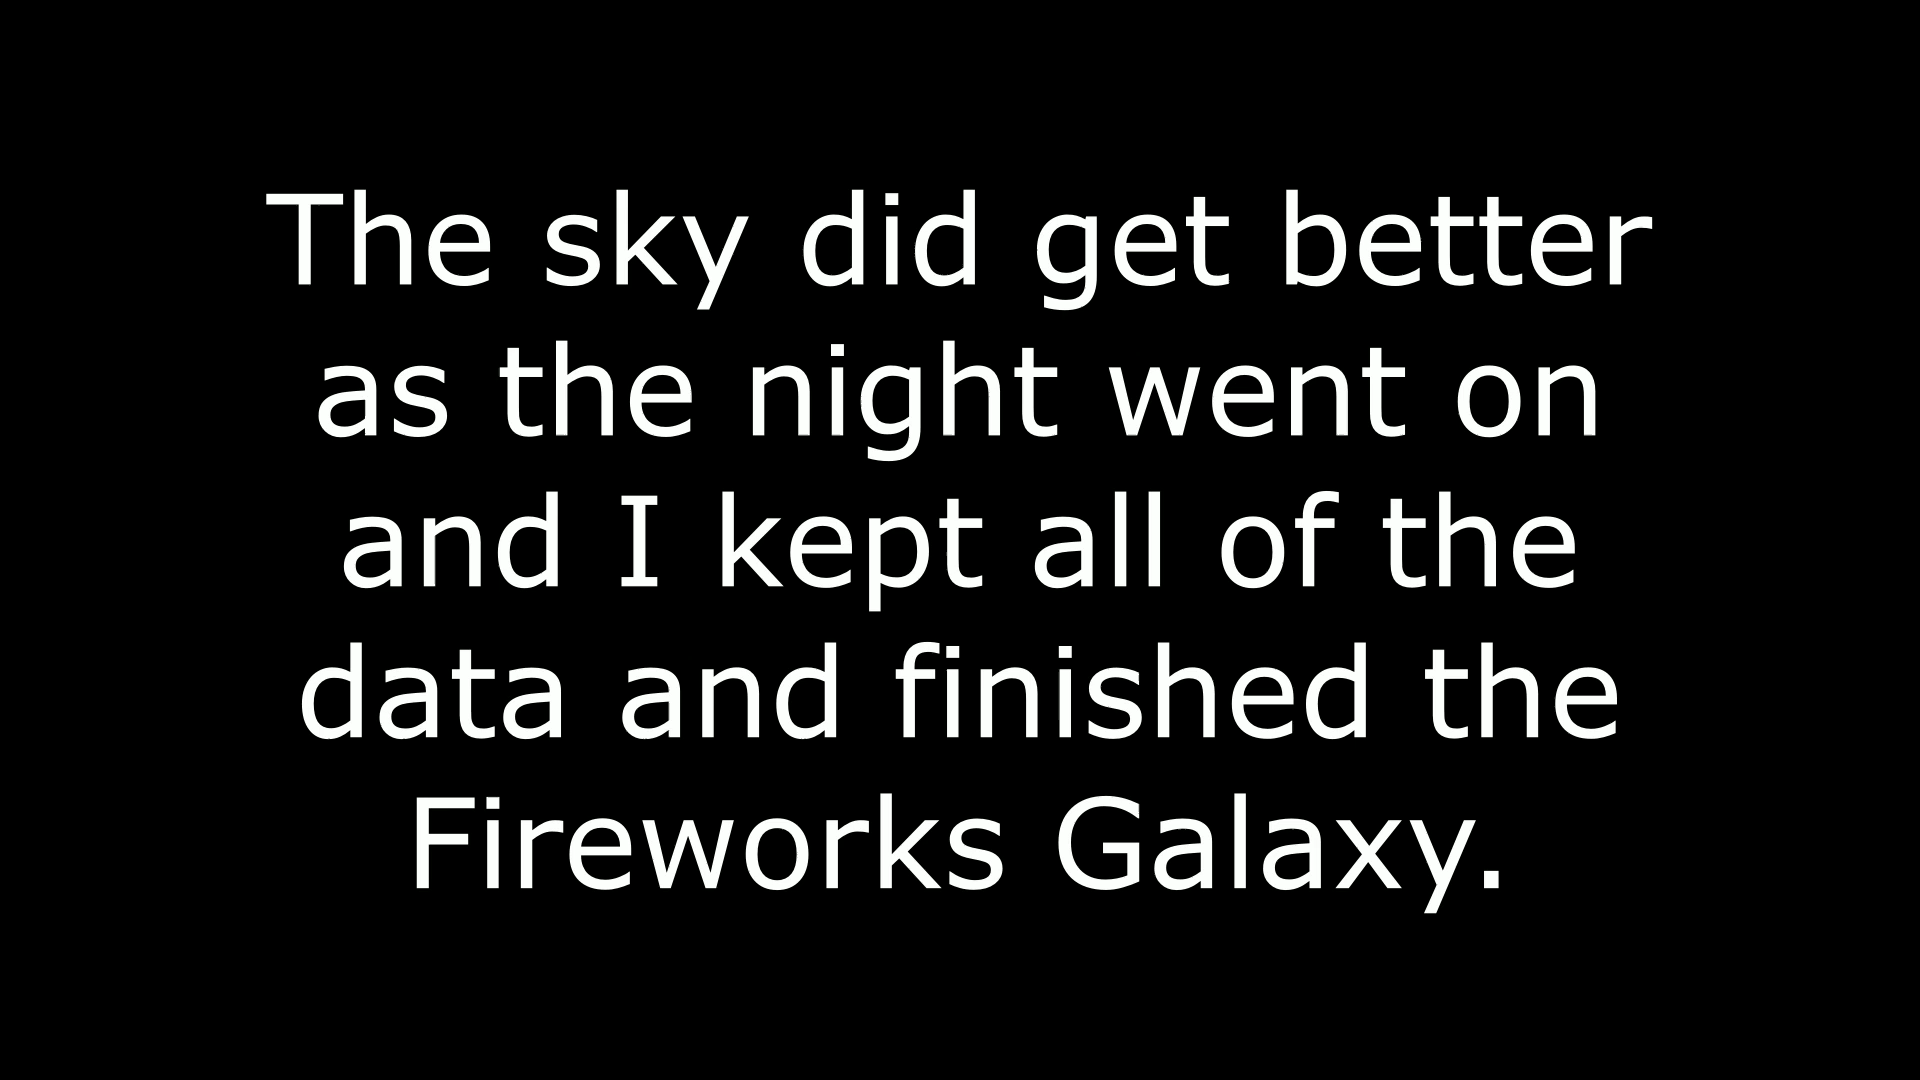 The sky did get better
as the night went on
and I kept all of the
data and finished the
Fireworks Galaxy.